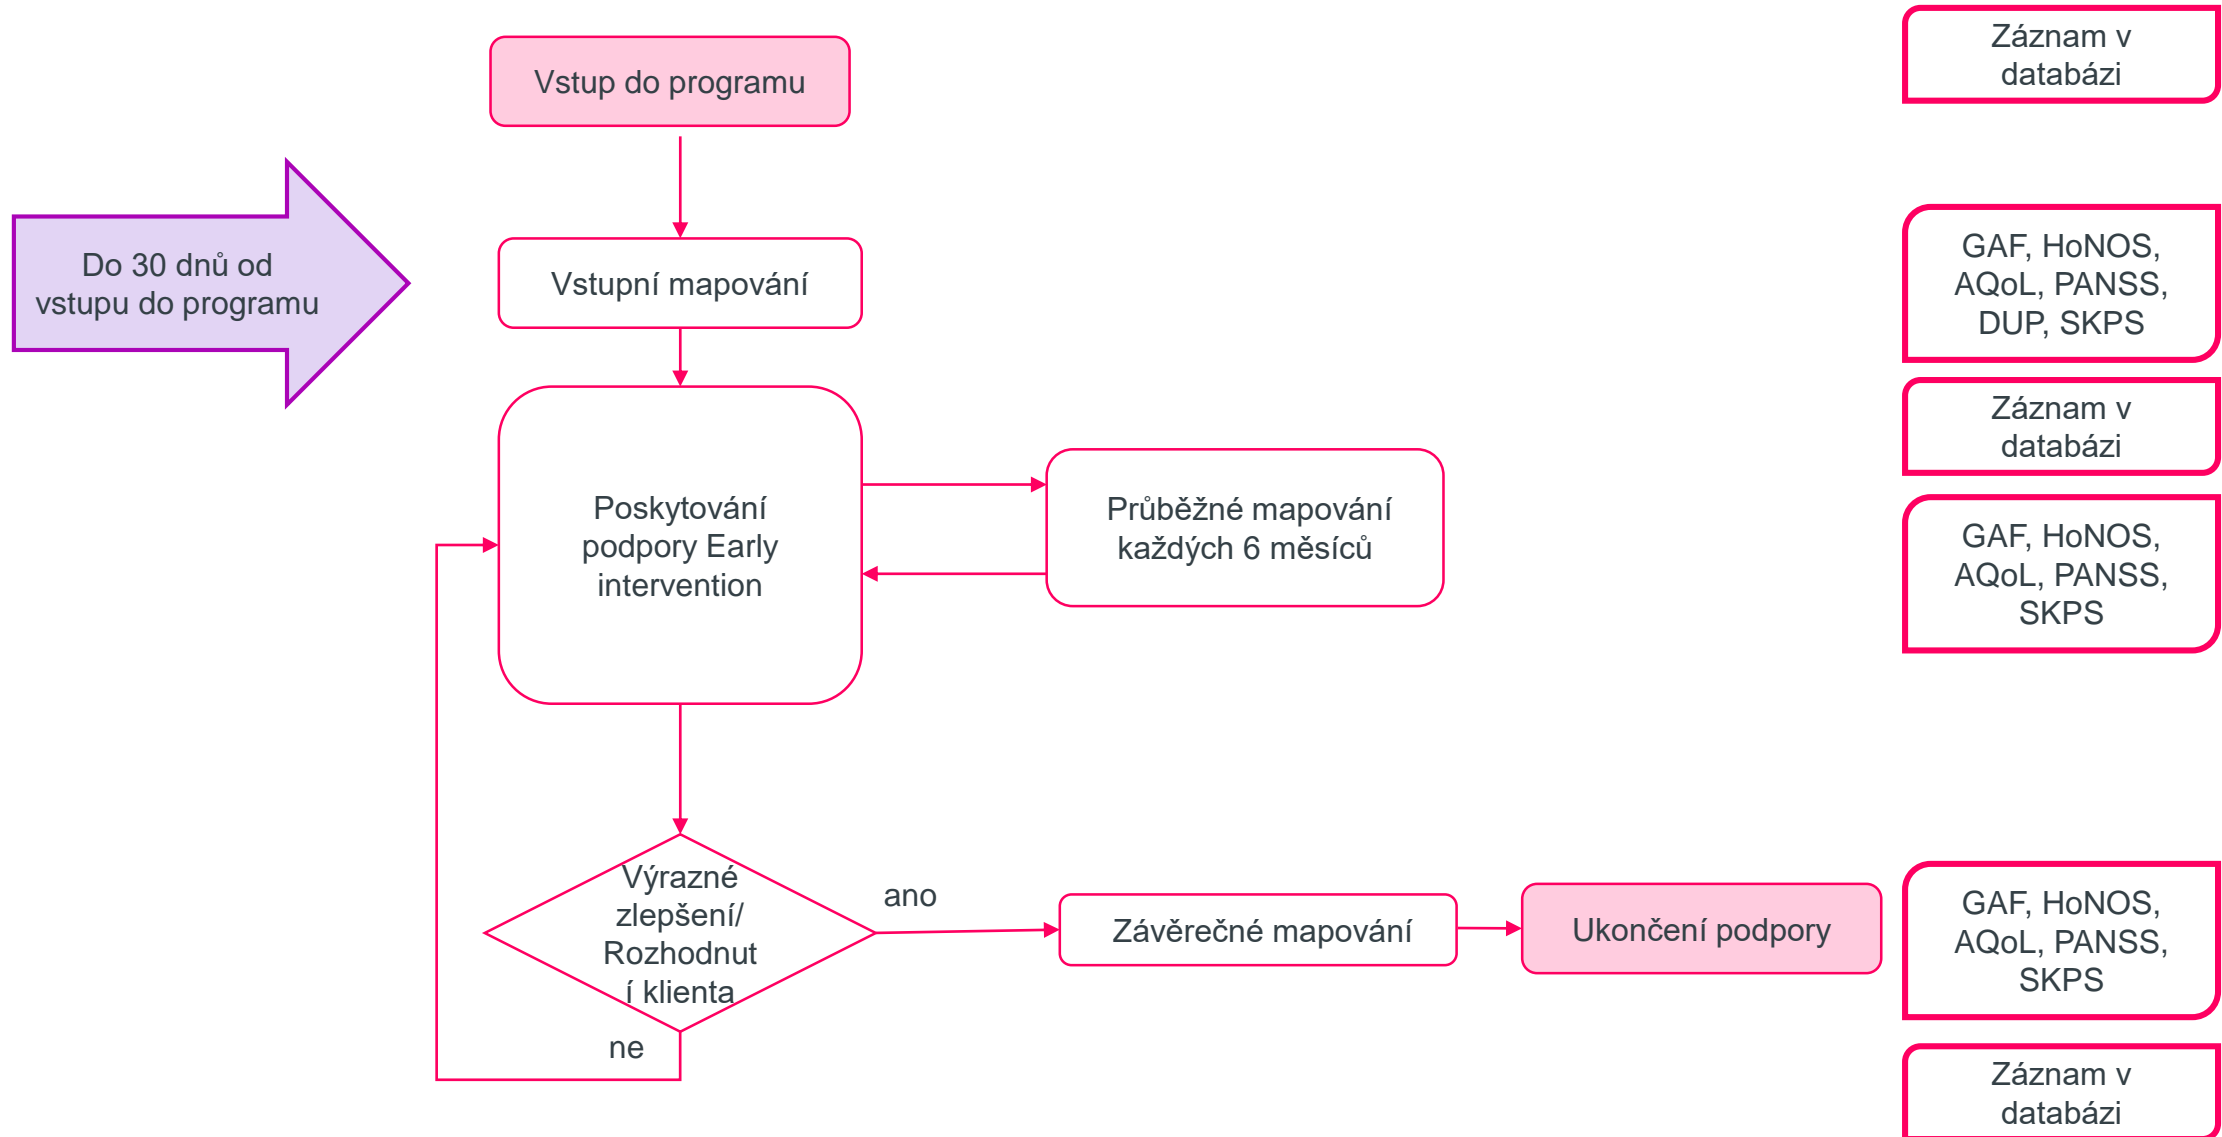 Vstup do programu
Záznam v
databázi
Do 30 dnů od
vstupu do programu
Vstupní mapování
GAF, HoNOS,
AQoL, PANSS,
DUP, SKPS
Záznam v
databázi
Poskytování
podpory Early
intervention
Průběžné mapování
každých 6 měsíců
GAF, HoNOS,
AQoL, PANSS,
SKPS
Výrazné
zlepšení/
Rozhodnut
í klienta
ano
ne
Závěrečné mapování
Ukončení podpory
GAF, HoNOS,
AQoL, PANSS,
SKPS
Záznam v
databázi